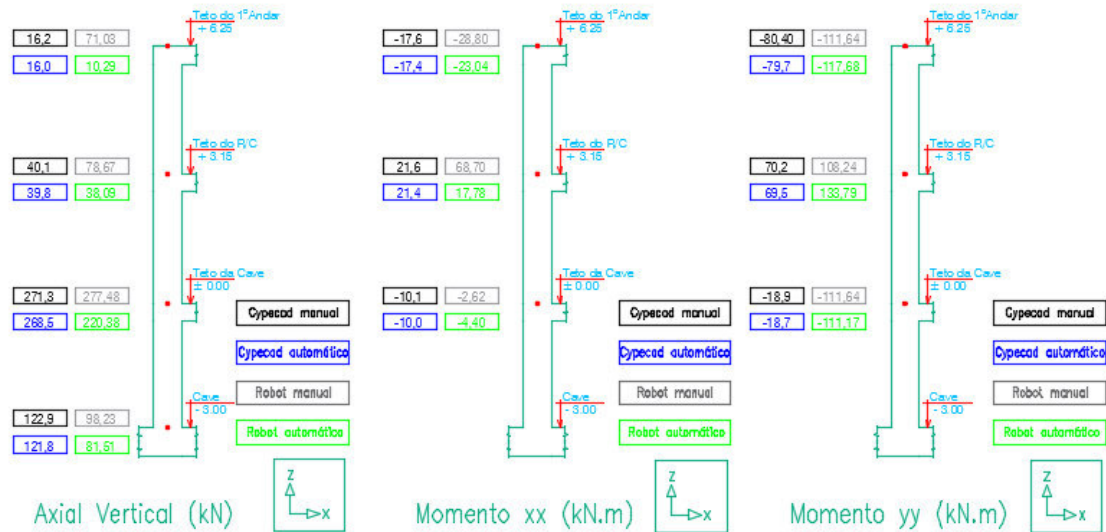 Teto do 1ºAndar
+ 6.25
16,2 71,03
16,0 10,29
Teto do R/C
+ 3.15
40,1 78,67
39,8 38,09
Teto da Cave
± 0.00
271,3 277,48
268,5 220,38
Cypecad manual
Cypecad automático
Robot manual
Robot automático
Cave
- 3.00
122,9 98,23
121,8 81,61
Z
X
Axial Vertical (kN)
Teto do 1ºAndar
+ 6.25
-17,6 -28,80
-17,4 -23,04
Teto do R/C
+ 3.15
21,6 68,70
21,4 17,78
Teto da Cave
± 0.00
-10,1 -2,62
-10,0 -4,40
Cypecad manual
Cypecad automático
Robot manual
Robot automático
Cave
- 3.00
Z
X
Momento xx (kN.m)
Teto do 1ºAndar
+ 6.25
-80,40 -111,64
-79,7 -117,68
Teto do R/C
+ 3.15
70,2 108,24
69,5 133,79
Teto da Cave
± 0.00
-18,9 -111,64
-18,7 -111,17
Cypecad manual
Cypecad automático
Robot manual
Robot automático
Cave
- 3.00
Z
X
Momento yy (kN.m)